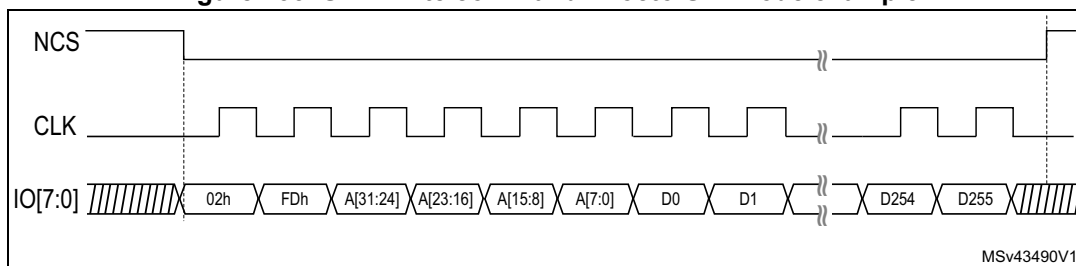 NCS
CLK
IO[7:0] 02h FDh A[31:24] A[23:16] A[15:8] A[7:0] D0 D1 D254 D255
MSv43490V1